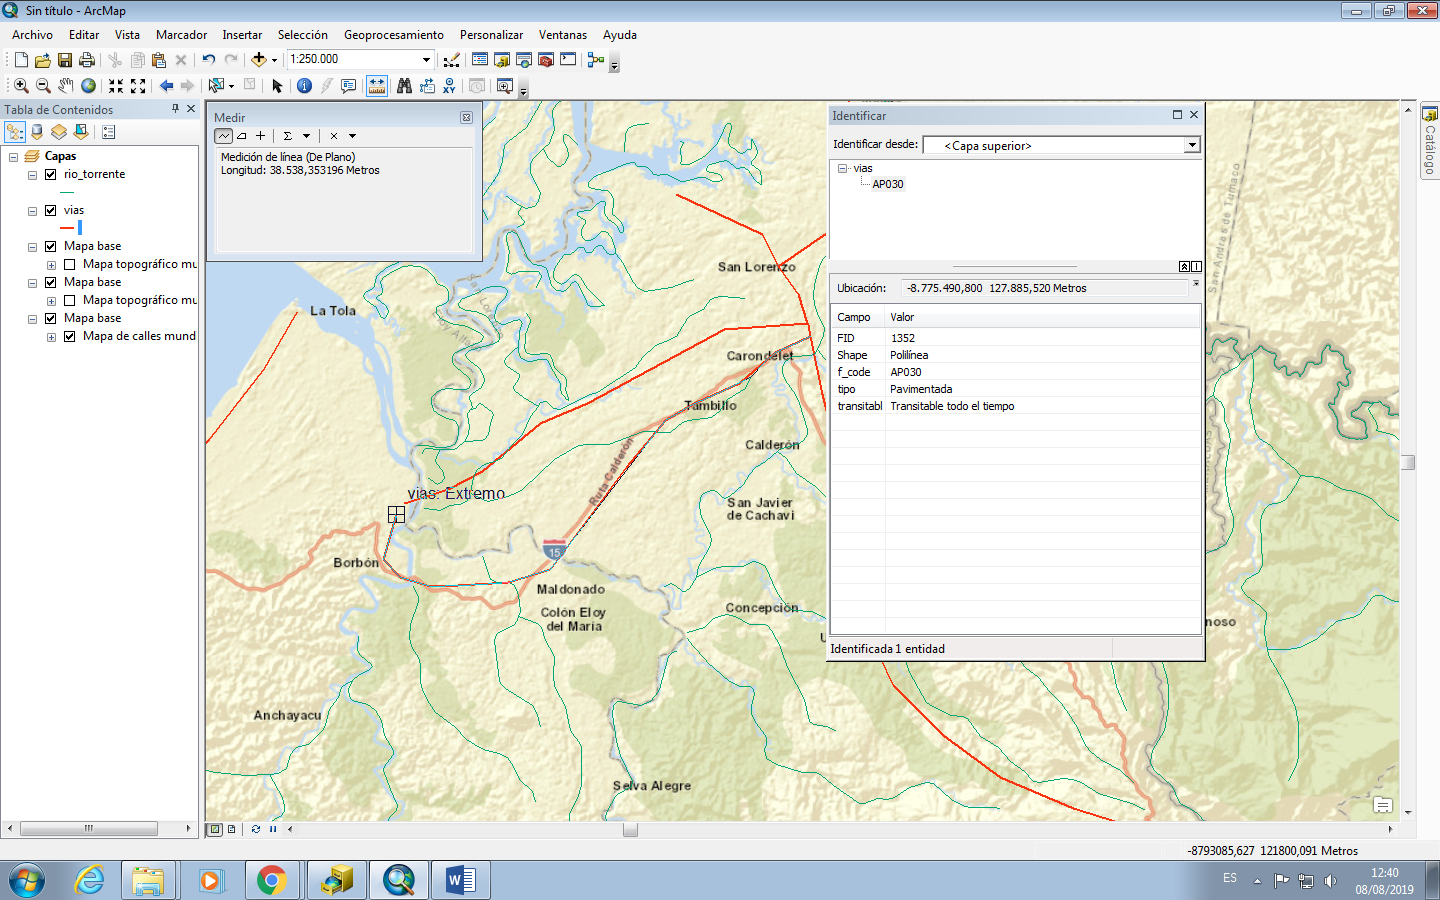 Sin título - ArcMap
Archivo Editar Vista Marcador Insertar Selección Geoprocesamiento Personalizar Ventanas Ayuda
1:250.000
Tabla de Contenidos
Capas
rio_torrente
vias
Mapa base
Mapa topográfico mu
Mapa base
Mapa topográfico mu
Mapa base
Mapa de calles mund
Medir
Medición de línea (De Plano)
Longitud: 38.538,353196 Metros
La Tola
San Lorenzo
Carondelet
Tambillo
Calderón
Ruta Calderón
vias: Extremo
San Javier
de Cachavi
15
Borbón
Maldonado
Colón Eloy
del Maria
Concepción
Anchayacu
Selva Alegre
San Andres de Tumaco
noso
Identificar
Identificar desde: <Capa superior>
vias
AP030
Ubicación: -8.775.490,800 127.885,520 Metros
Campo Valor
FID 1352
Shape Polilínea
f_code AP030
tipo Pavimentada
transitabl Transitable todo el tiempo
Identificada 1 entidad
Catálogo
-8793085,627 121800,091 Metros
ES
12:40
08/08/2019